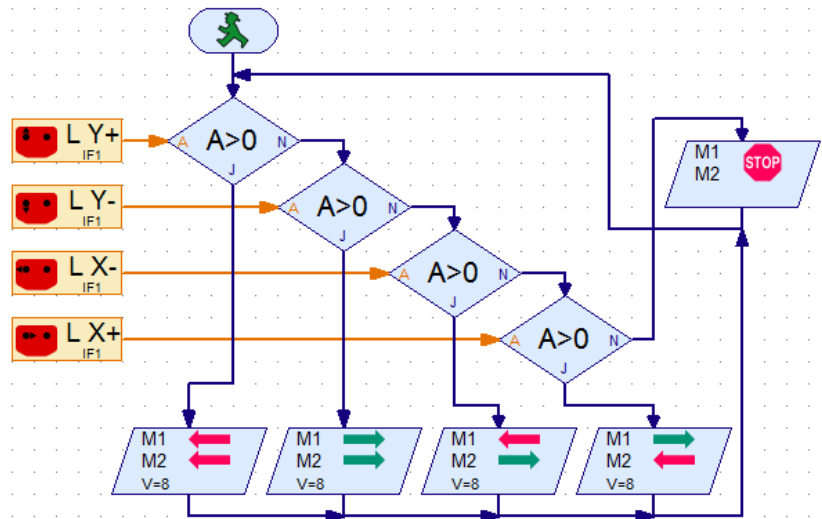 L Y+
IF1
A
A>0
N
J
L Y-
IF1
A
A>0
N
J
L X-
IF1
A
A>0
N
J
L X+
IF1
A
A>0
N
J
M1
M2
STOP
M1
M2
V=8
M1
M2
V=8
M1
M2
V=8
M1
M2
V=8